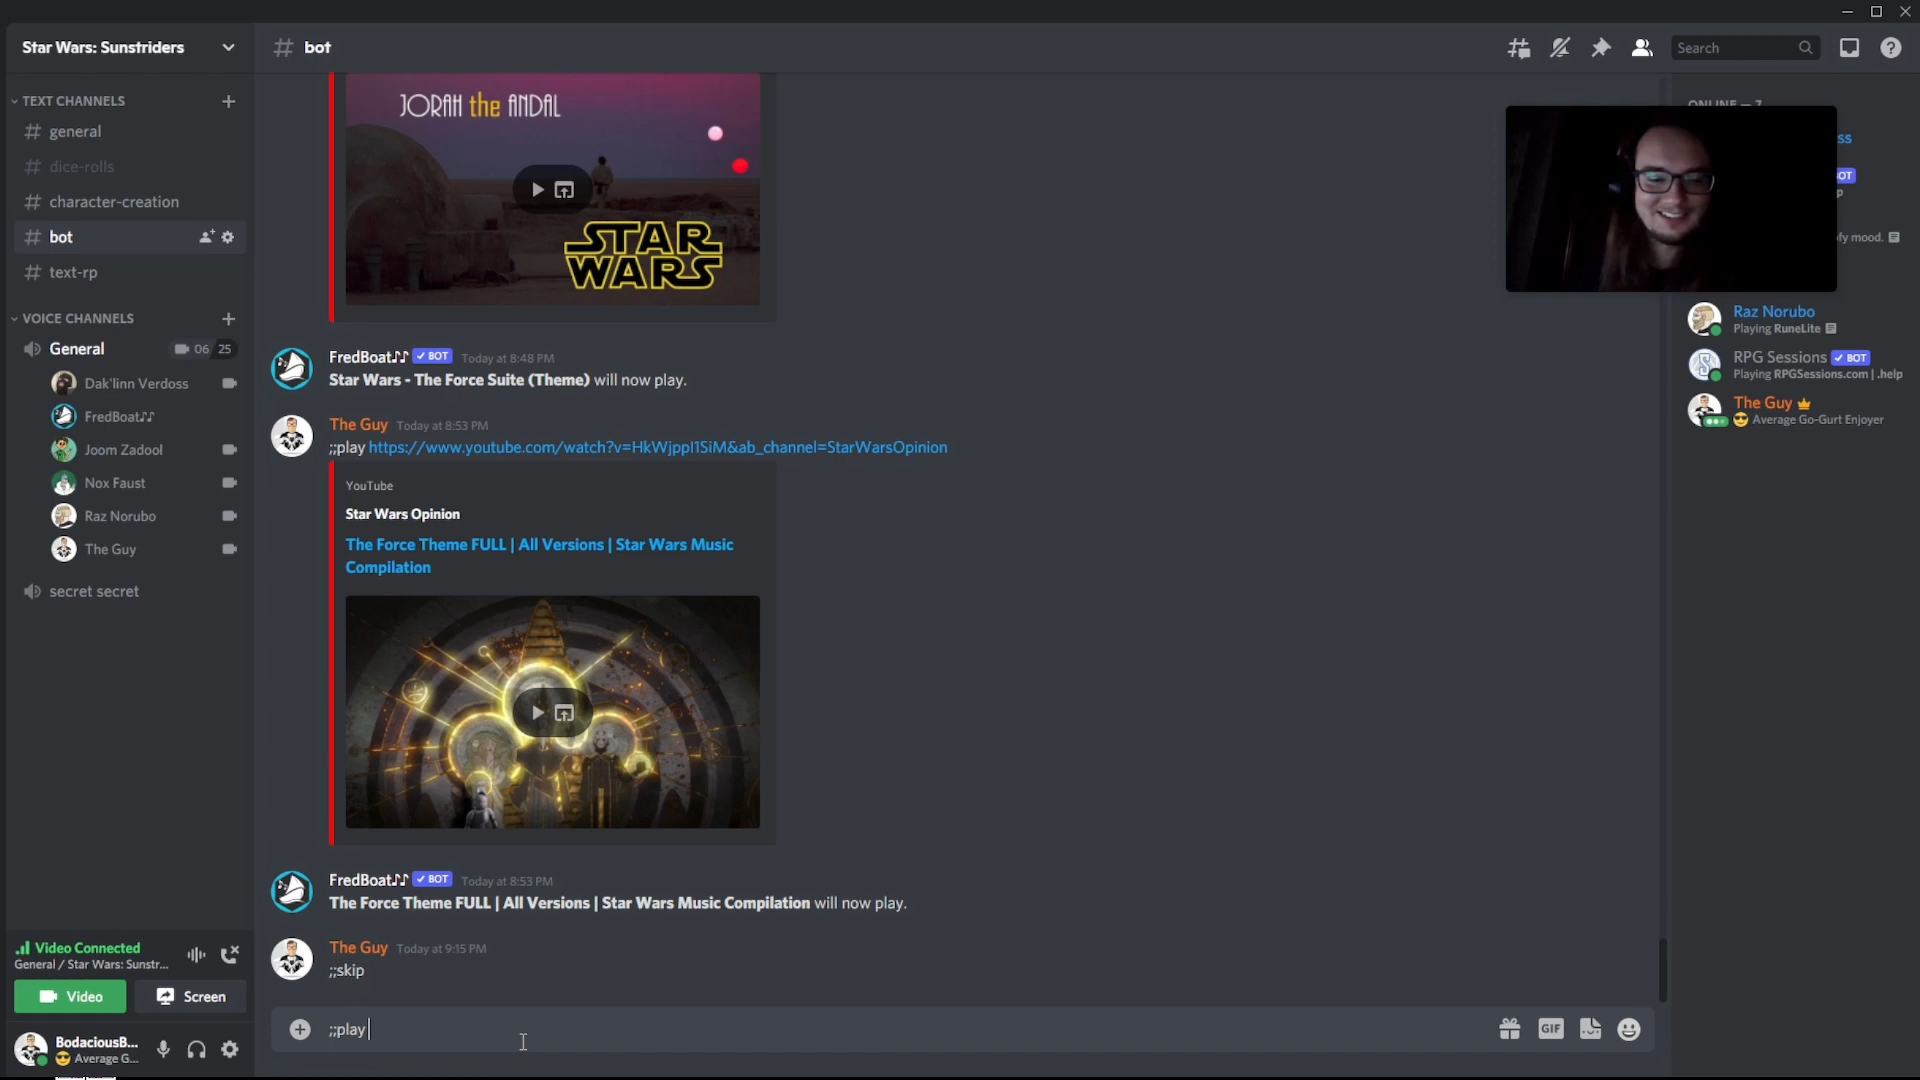 Star Wars: Sunstriders
TEXT CHANNELS
general
dice-rolls
character-creation
bot
text-rp
VOICE CHANNELS
General
06 25
Dak'linn Verdoss
FredBoat♪♪
Joom Zadool
Nox Faust
Raz Norubo
The Guy
secret secret
Video Connected
General / Star Wars: Sunstr...
Video
Screen
BodaciousB...
😎 Average G...
# bot
JORAH the ANDAL
STAR WARS
FredBoat♪♪ ✓ BOT Today at 8:48 PM
Star Wars - The Force Suite (Theme) will now play.
The Guy Today at 8:53 PM
;;play https://www.youtube.com/watch?v=HkWjppI1SiM&ab_channel=StarWarsOpinion
YouTube
Star Wars Opinion
The Force Theme FULL | All Versions | Star Wars Music
Compilation
FredBoat♪♪ ✓ BOT Today at 8:53 PM
The Force Theme FULL | All Versions | Star Wars Music Compilation will now play.
The Guy Today at 9:15 PM
;;skip
;;play
GIF
Search
ONLINE — 7
ss
OT
p
fy mood.
Raz Norubo
Playing RuneLite
RPG Sessions ✓ BOT
Playing RPGSessions.com | .help
The Guy
😎 Average Go-Gurt Enjoyer